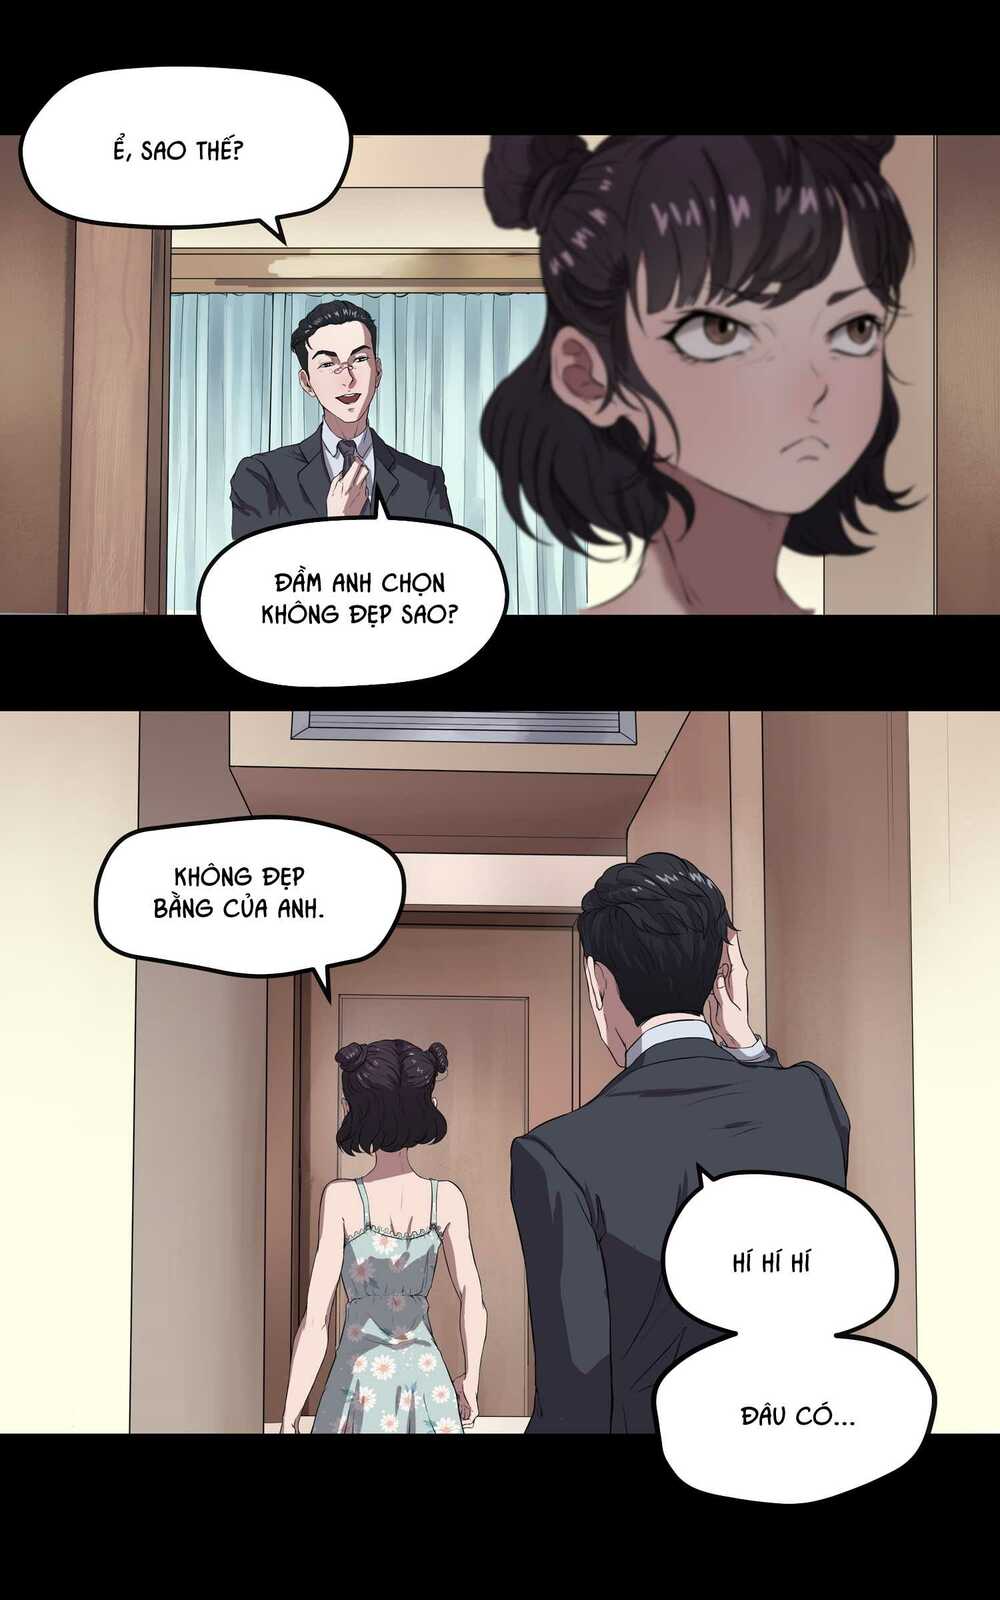 Ể, SAO THẾ?
ĐẦM ANH CHỌN
KHÔNG ĐẸP SAO?
KHÔNG ĐẸP
BẰNG CỦA ANH.
HÍ HÍ HÍ
ĐÂU CÓ...